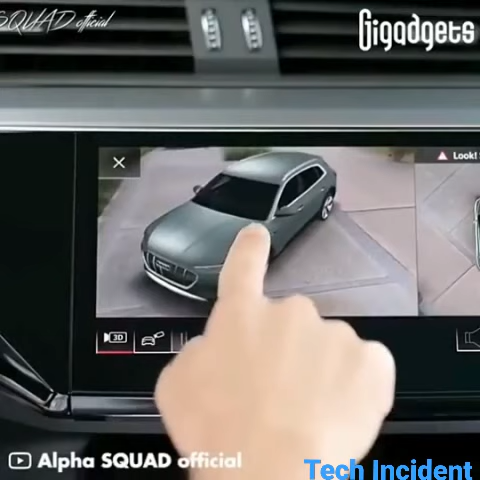 SQUAD official
Gigadgets
Look!
3D
Alpha SQUAD official
Tech Incident